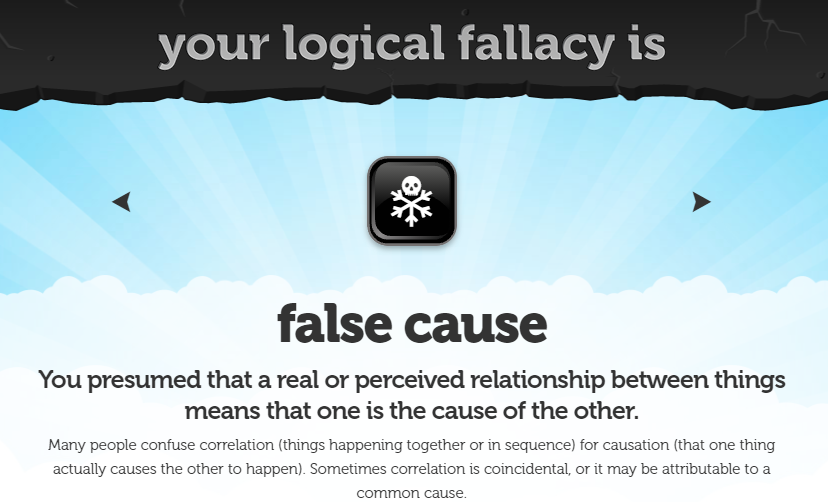 your logical fallacy is
false cause
You presumed that a real or perceived relationship between things
means that one is the cause of the other.
Many people confuse correlation (things happening together or in sequence) for causation (that one thing
actually causes the other to happen). Sometimes correlation is coincidental, or it may be attributable to a
common cause.